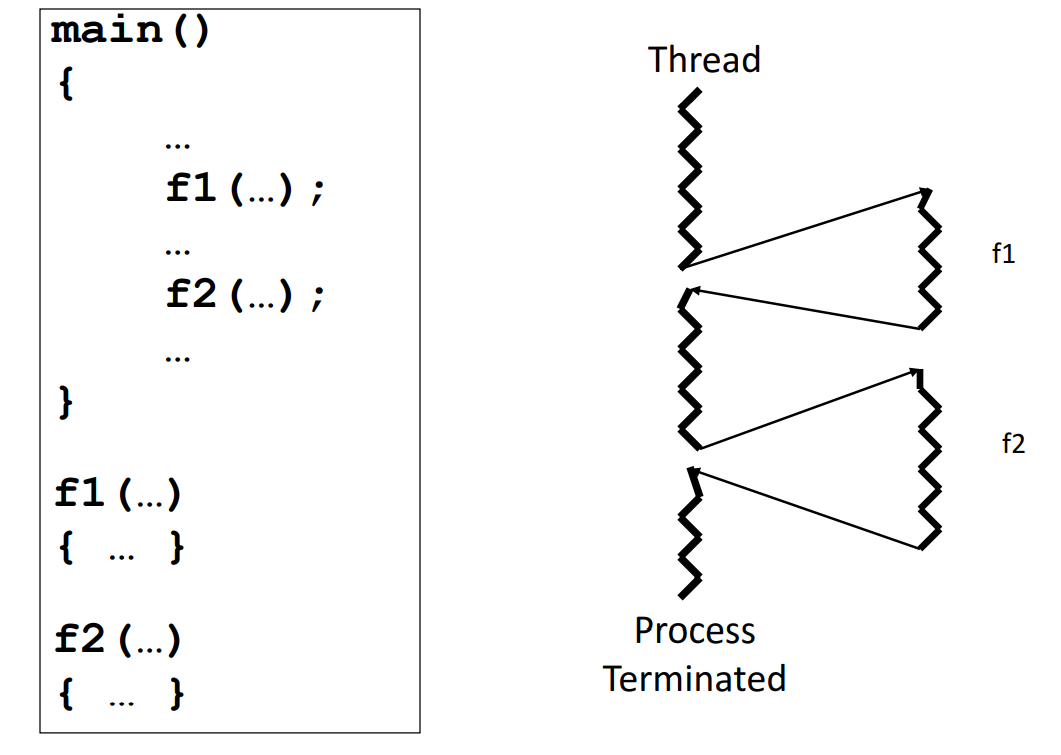 main()
{
…
f1(…);
…
f2(…);
…
}
f1(…)
{ … }
f2(…)
{ … }
Thread
f1
f2
Process
Terminated